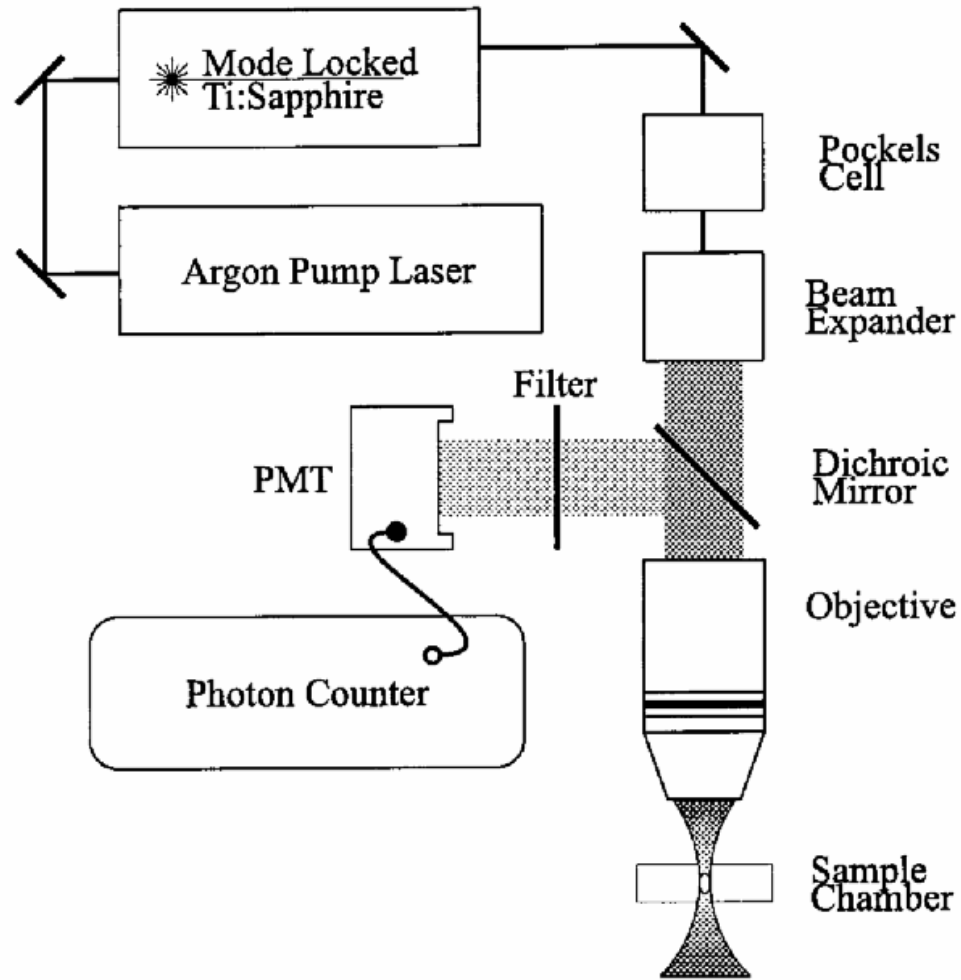 Mode Locked
Ti:Sapphire
Pockels
Cell
Argon Pump Laser
Beam
Expander
Filter
PMT
Dichroic
Mirror
Objective
Photon Counter
Sample
Chamber